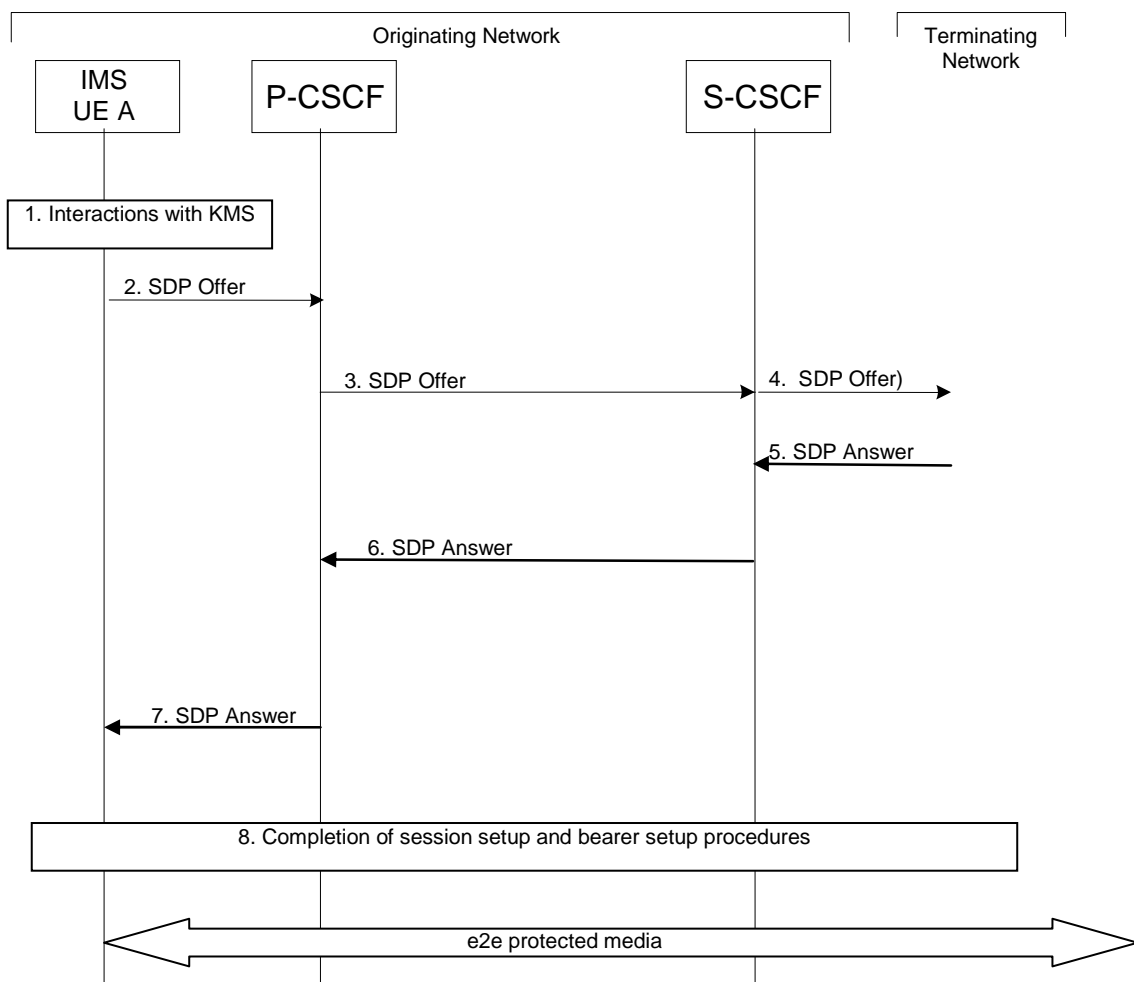 Originating Network
Terminating
Network
IMS
UE A
P-CSCF
S-CSCF
1. Interactions with KMS
2. SDP Offer
3. SDP Offer
4. SDP Offer)
5. SDP Answer
6. SDP Answer
7. SDP Answer
8. Completion of session setup and bearer setup procedures
e2e protected media